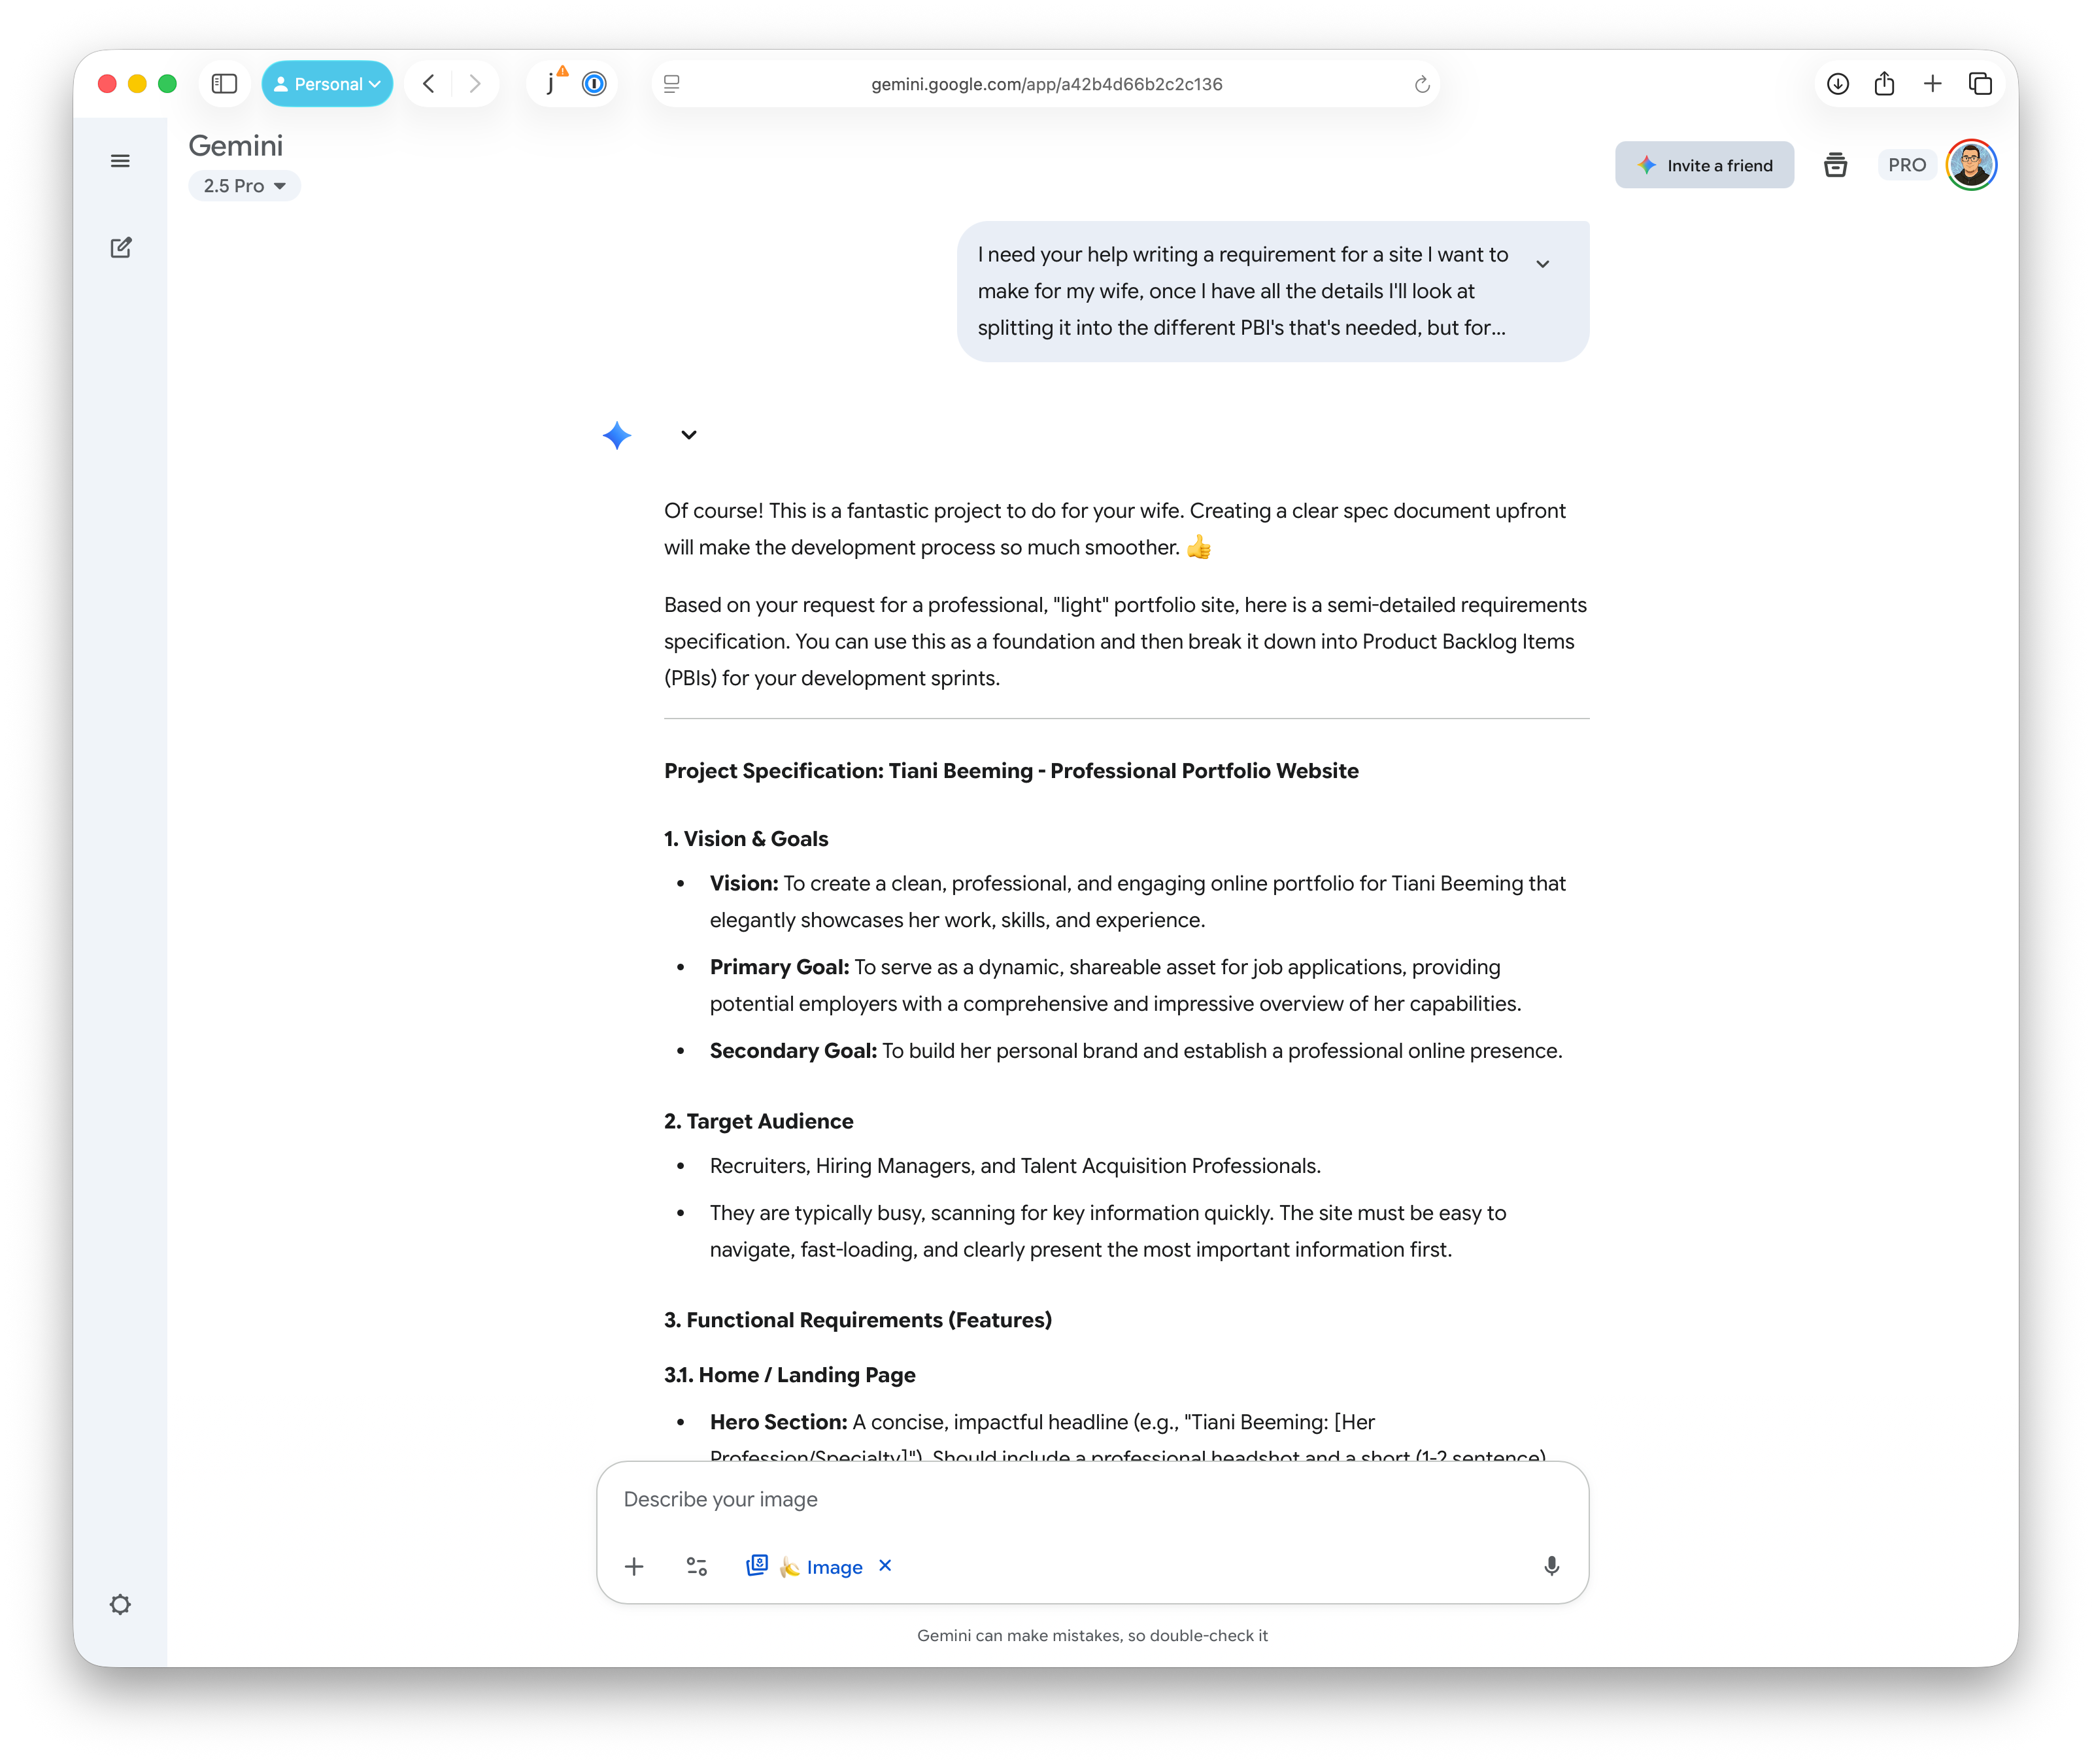 Personal
j
gemini.google.com/app/a42b4d66b2c2c136
Gemini
2.5 Pro
Invite a friend
PRO
I need your help writing a requirement for a site I want to
make for my wife, once I have all the details I'll look at
splitting it into the different PBI's that's needed, but for...
Of course! This is a fantastic project to do for your wife. Creating a clear spec document upfront
will make the development process so much smoother. 👍
Based on your request for a professional, "light" portfolio site, here is a semi-detailed requirements
specification. You can use this as a foundation and then break it down into Product Backlog Items
(PBIs) for your development sprints.
Project Specification: Tiani Beeming - Professional Portfolio Website
1. Vision & Goals
• Vision: To create a clean, professional, and engaging online portfolio for Tiani Beeming that
elegantly showcases her work, skills, and experience.
• Primary Goal: To serve as a dynamic, shareable asset for job applications, providing
potential employers with a comprehensive and impressive overview of her capabilities.
• Secondary Goal: To build her personal brand and establish a professional online presence.
2. Target Audience
• Recruiters, Hiring Managers, and Talent Acquisition Professionals.
• They are typically busy, scanning for key information quickly. The site must be easy to
navigate, fast-loading, and clearly present the most important information first.
3. Functional Requirements (Features)
3.1. Home / Landing Page
• Hero Section: A concise, impactful headline (e.g., "Tiani Beeming: [Her
Profession/Specialty]"). Should include a professional headshot and a short (1-2 sentence)
Describe your image
🍌 Image
Gemini can make mistakes, so double-check it